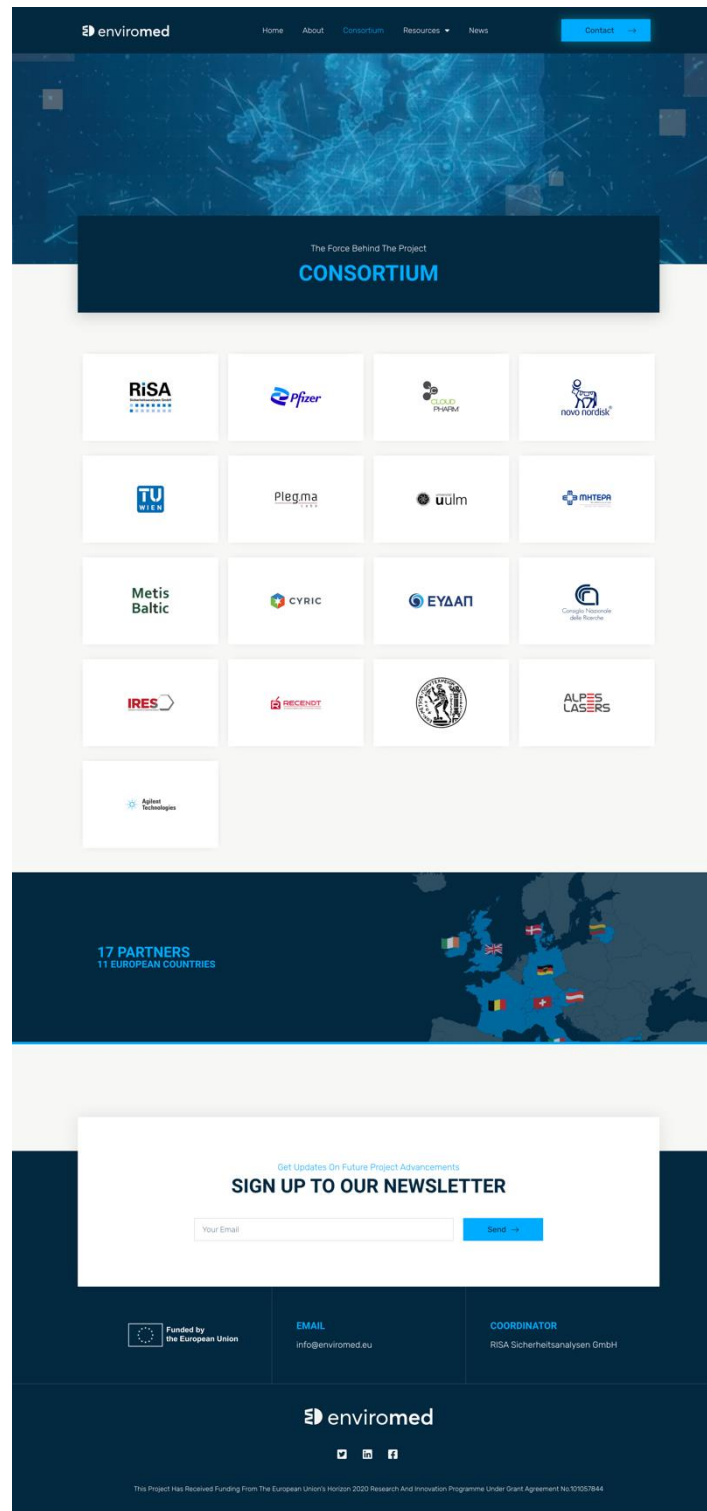 enviromed
Home About Consortium Resources News Contact
The Force Behind The Project
CONSORTIUM
RiSA
Pfizer
CLOUD
PHARM
novo nordisk®
TU
WIEN
Pleg.ma
LABS
uulm
ΜΗΤΕΡΑ
Metis
Baltic
CYRIC
ΕΥΔΑΠ
Consiglio Nazionale
delle Ricerche
IRES
RECENDT
ALPES
LASERS
Agilent
Technologies
17 PARTNERS
11 EUROPEAN COUNTRIES
Get Updates On Future Project Advancements
SIGN UP TO OUR NEWSLETTER
Your Email
Send
Funded by
the European Union
EMAIL
info@enviromed.eu
COORDINATOR
RISA Sicherheitsanalysen GmbH
enviromed
This Project Has Received Funding From The European Union's Horizon 2020 Research And Innovation Programme Under Grant Agreement No.101057844